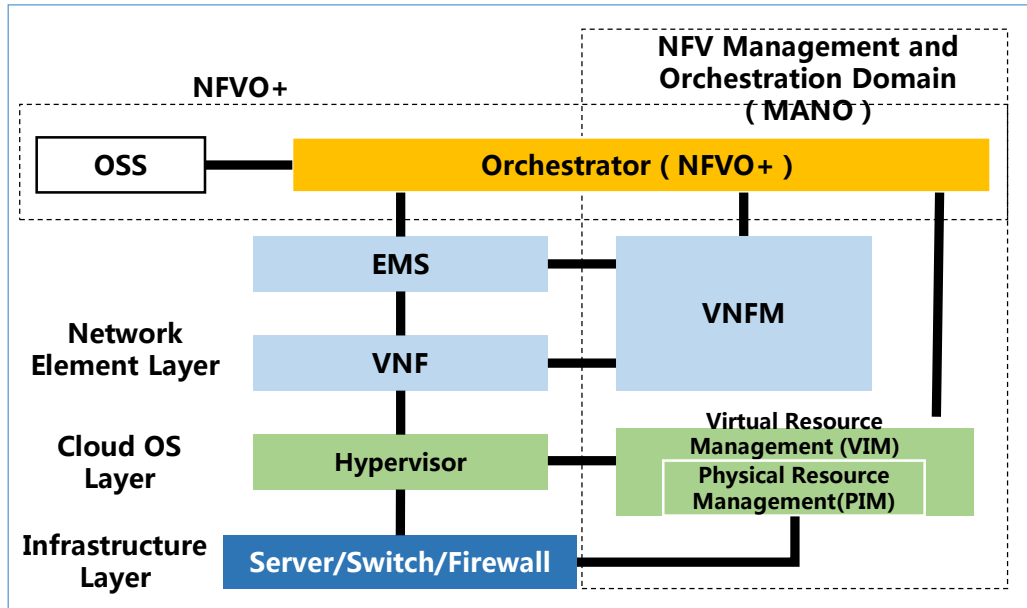 NFV Management and
Orchestration Domain
( MANO )
NFVO+
OSS
Orchestrator ( NFVO+ )
EMS
VNFM
Network
Element Layer
VNF
Cloud OS
Layer
Hypervisor
Virtual Resource
Management (VIM)
Physical Resource
Management(PIM)
Infrastructure
Layer
Server/Switch/Firewall